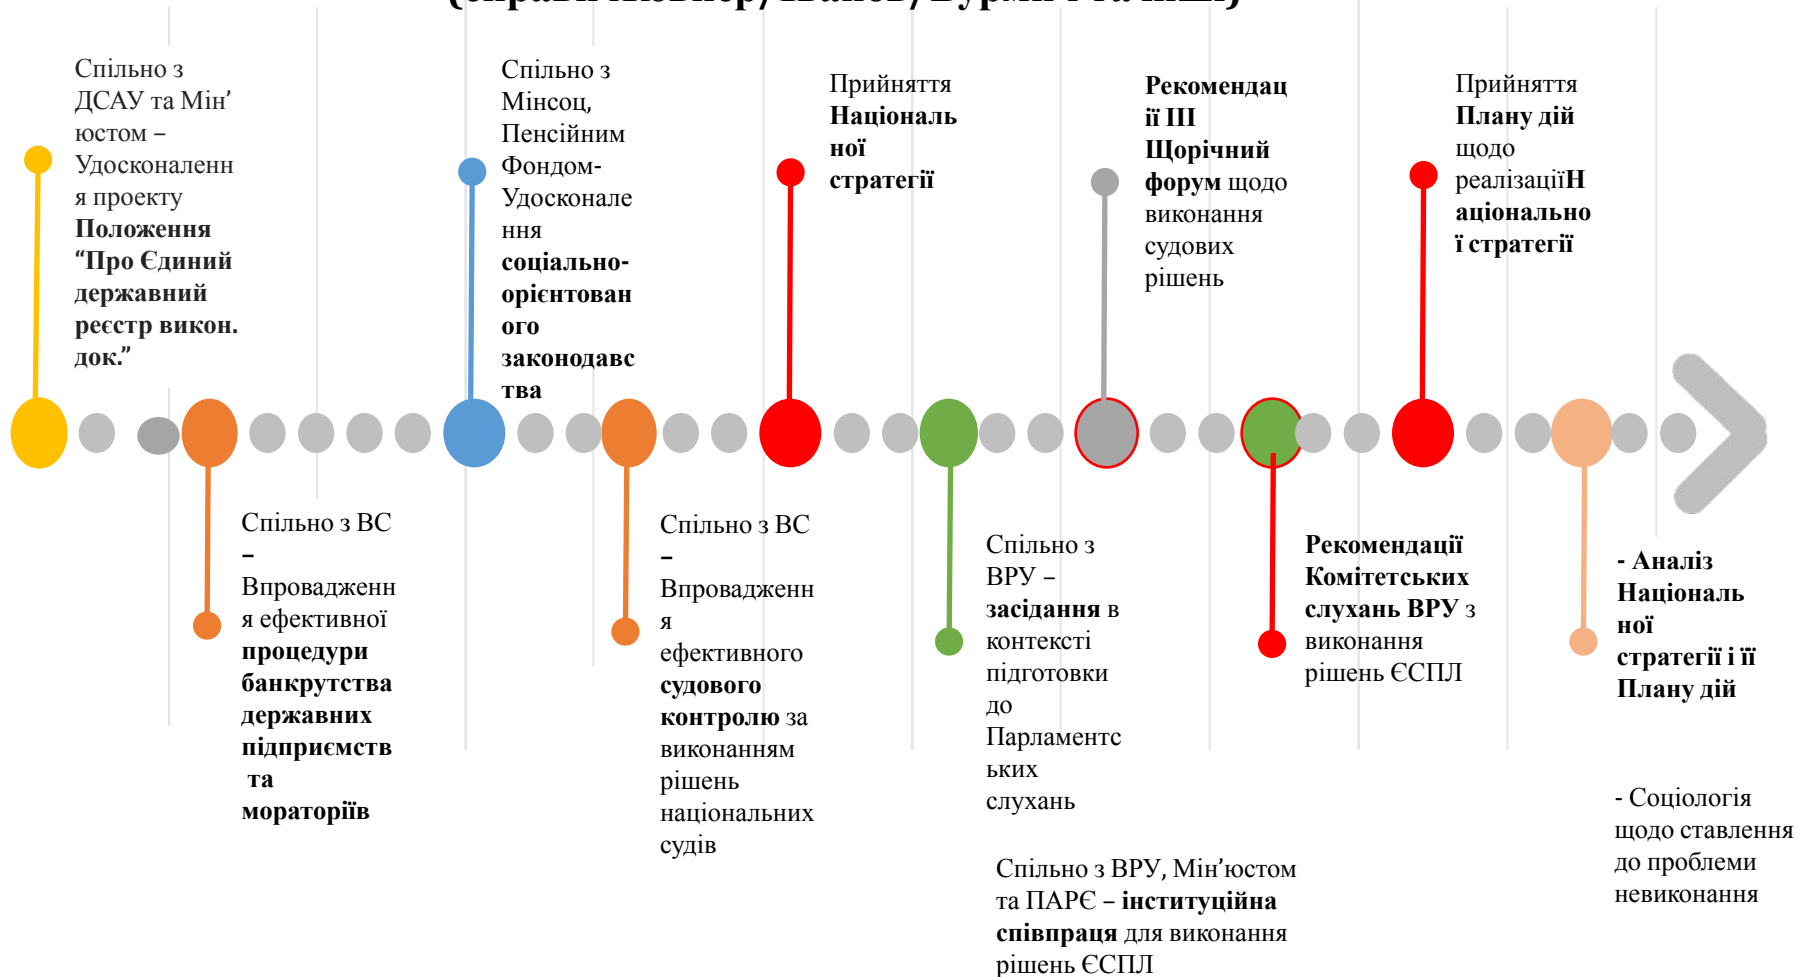 Спільно з
ДСАУ та Мін’
юстом –
Удосконаленн
я проекту
Положення
“Про Єдиний
державний
реєстр викон.
док.”
Спільно з
Мінсоц,
Пенсійним
Фондом-
Удосконале
ння
соціально-
орієнтован
ого
законодавс
тва
Прийняття
Національ
ної
стратегії
Рекомендац
ії ІІІ
Щорічний
форум щодо
виконання
судових
рішень
Прийняття
Плану дій
щодо
реалізаціїН
аціонально
ї стратегії
Спільно з ВС
–
Впровадженн
я ефективної
процедури
банкрутства
державних
підприємств
та
мораторіїв
Спільно з ВС
–
Впровадженн
я
ефективного
судового
контролю за
виконанням
рішень
національних
судів
Спільно з
ВРУ –
засідання в
контексті
підготовки
до
Парламентс
ьких
слухань
Спільно з ВРУ, Мін’юстом
та ПАРЄ – інституційна
співпраця для виконання
рішень ЄСПЛ
Рекомендації
Комітетських
слухань ВРУ з
виконання
рішень ЄСПЛ
- Аналіз
Національ
ної
стратегії і її
Плану дій
- Соціологія
щодо ставлення
до проблеми
невиконання